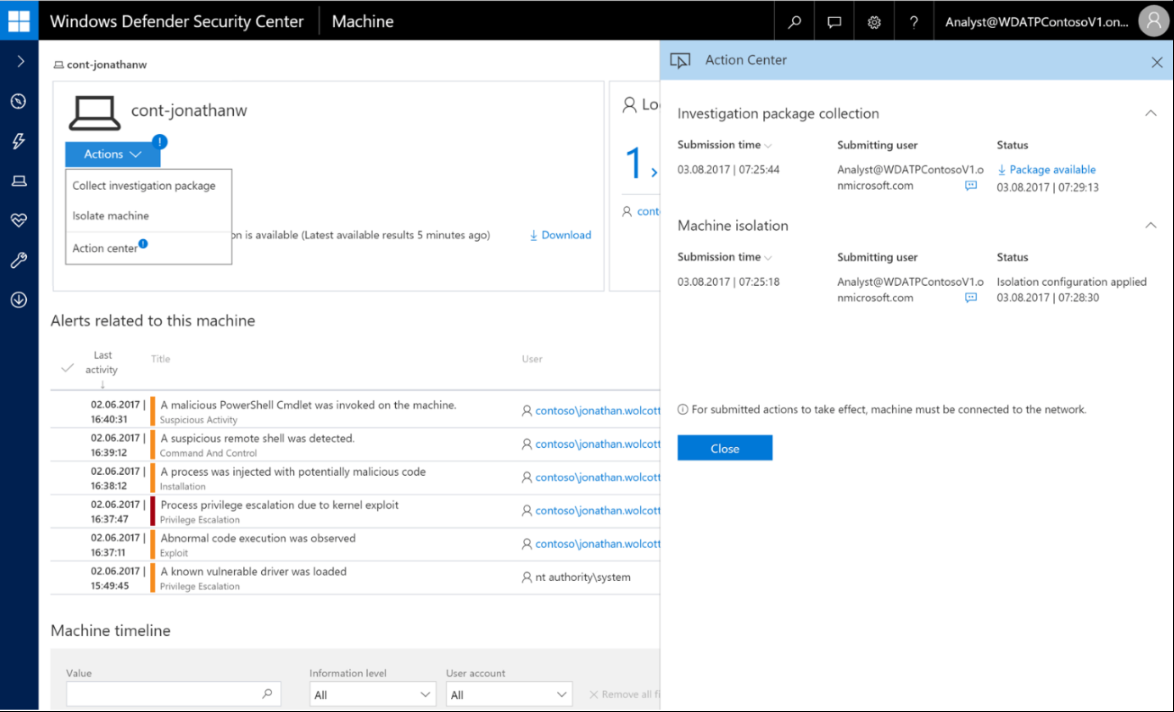 Windows Defender Security Center Machine
? Analyst@WDATPContosoV1.on...
cont-jonathanw
cont-jonathanw
Actions !
Collect investigation package
Isolate machine
Action center !
is available (Latest available results 5 minutes ago) Download
1
cont
Alerts related to this machine
Last
activity
Title
User
02.06.2017 |
16:40:31
A malicious PowerShell Cmdlet was invoked on the machine.
Suspicious Activity
contoso\jonathan.wolcott
02.06.2017 |
16:39:12
A suspicious remote shell was detected.
Command And Control
contoso\jonathan.wolcott
02.06.2017 |
16:38:12
A process was injected with potentially malicious code
Installation
contoso\jonathan.wolcott
02.06.2017 |
16:37:47
Process privilege escalation due to kernel exploit
Privilege Escalation
contoso\jonathan.wolcott
02.06.2017 |
16:37:11
Abnormal code execution was observed
Exploit
contoso\jonathan.wolcott
02.06.2017 |
15:49:45
A known vulnerable driver was loaded
Privilege Escalation
nt authority\system
Machine timeline
Value
Information level
All
User account
All
Remove all fi
Action Center
Investigation package collection
Submission time Submitting user Status
03.08.2017 | 07:25:44
Analyst@WDATPContosoV1.o
nmicrosoft.com
Package available
03.08.2017 | 07:29:13
Machine isolation
Submission time Submitting user Status
03.08.2017 | 07:25:18
Analyst@WDATPContosoV1.o
nmicrosoft.com
Isolation configuration applied
03.08.2017 | 07:28:30
For submitted actions to take effect, machine must be connected to the network.
Close